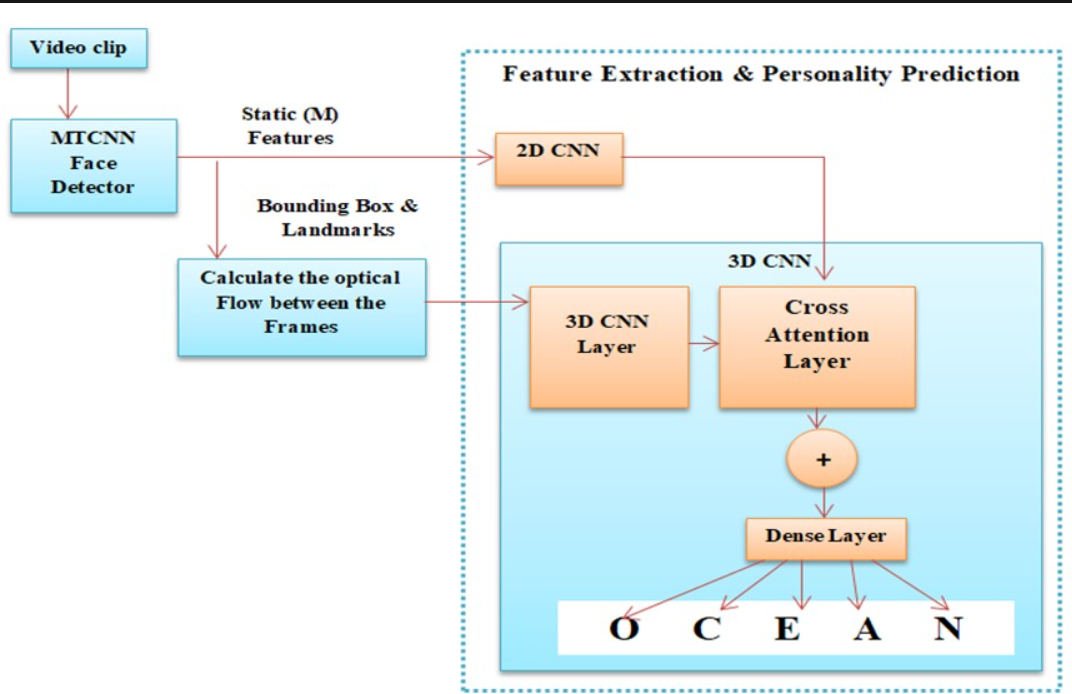 Video clip
Feature Extraction & Personality Prediction
MTCNN
Face
Detector
Static (M)
Features
2D CNN
Bounding Box &
Landmarks
Calculate the optical
Flow between the
Frames
3D CNN
3D CNN
Layer
Cross
Attention
Layer
+
Dense Layer
O C E A N